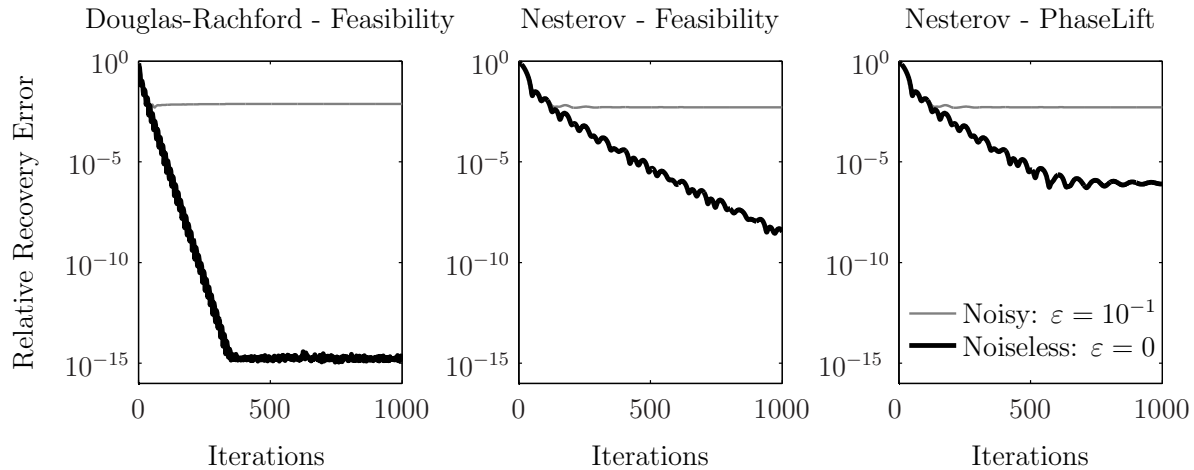 Douglas-Rachford - Feasibility
Nesterov - Feasibility
Nesterov - PhaseLift
Relative Recovery Error
10^0
10^−5
10^−10
10^−15
0 500 1000
Iterations
10^0
10^−5
10^−10
10^−15
0 500 1000
Iterations
10^0
10^−5
10^−10
10^−15
0 500 1000
Iterations
Noisy: ε = 10^−1
Noiseless: ε = 0